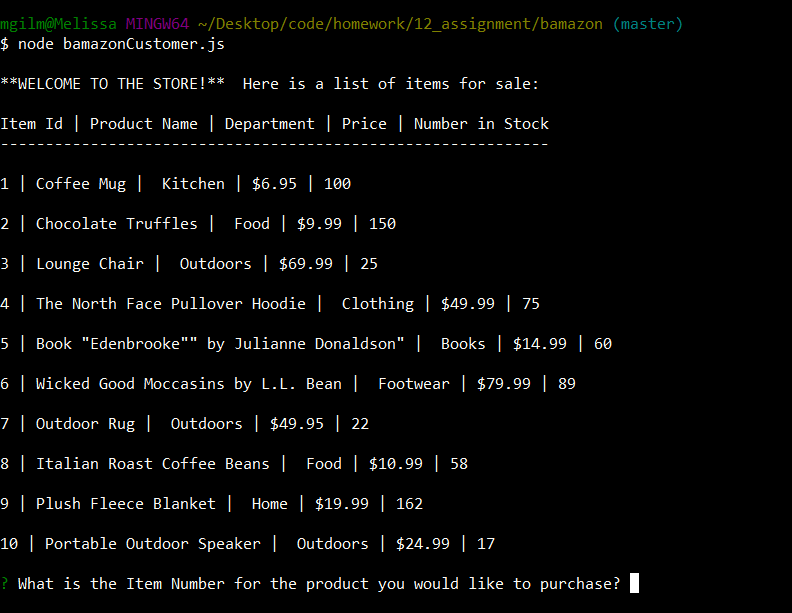 mgilm@Melissa MINGW64 ~/Desktop/code/homework/12_assignment/bamazon (master)
$ node bamazonCustomer.js
**WELCOME TO THE STORE!**  Here is a list of items for sale:
Item Id | Product Name | Department | Price | Number in Stock
-------------------------------------------------------------
1 | Coffee Mug |  Kitchen | $6.95 | 100
2 | Chocolate Truffles |  Food | $9.99 | 150
3 | Lounge Chair |  Outdoors | $69.99 | 25
4 | The North Face Pullover Hoodie |  Clothing | $49.99 | 75
5 | Book "Edenbrooke"" by Julianne Donaldson" |  Books | $14.99 | 60
6 | Wicked Good Moccasins by L.L. Bean |  Footwear | $79.99 | 89
7 | Outdoor Rug |  Outdoors | $49.95 | 22
8 | Italian Roast Coffee Beans |  Food | $10.99 | 58
9 | Plush Fleece Blanket |  Home | $19.99 | 162
10 | Portable Outdoor Speaker |  Outdoors | $24.99 | 17
? What is the Item Number for the product you would like to purchase?